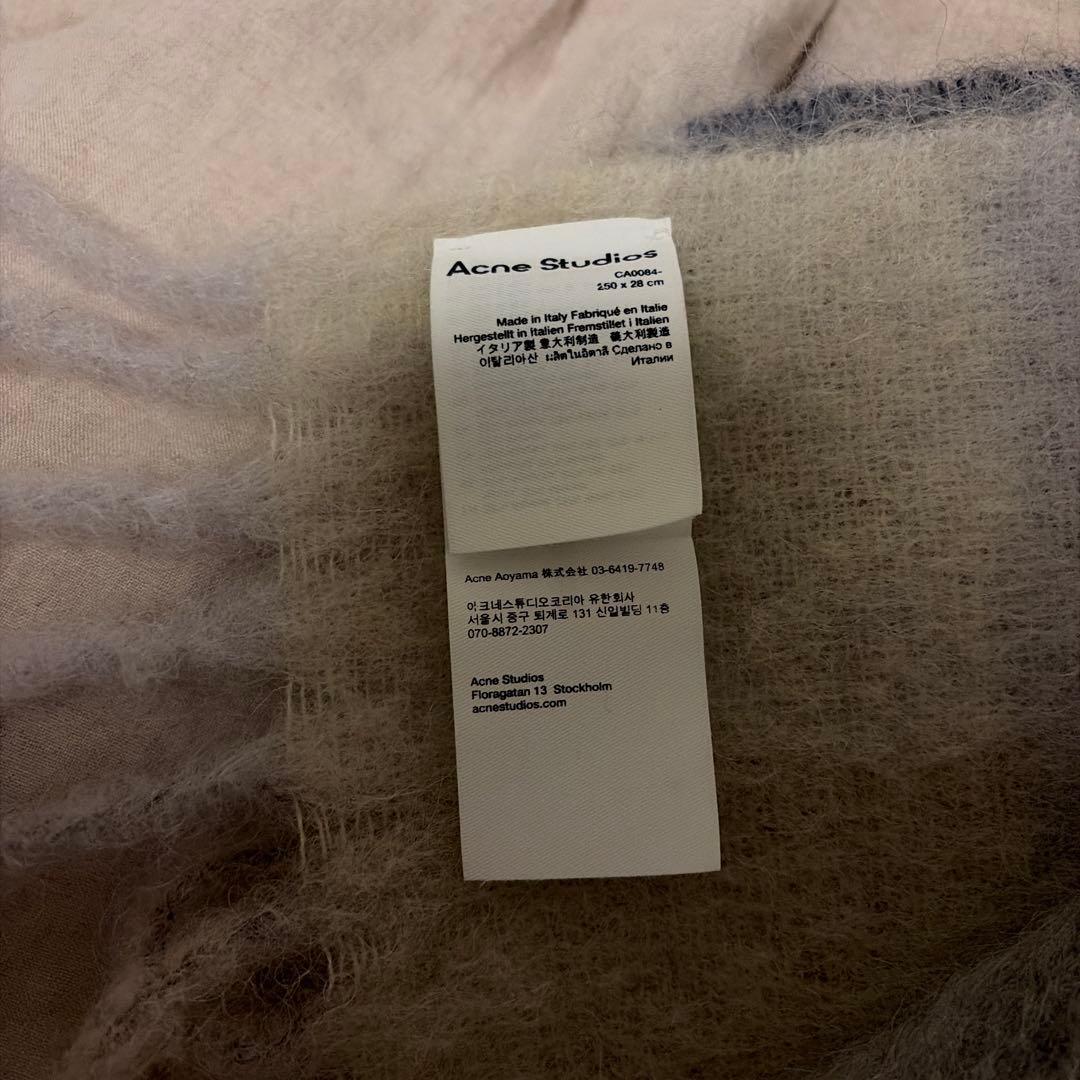 Acne Studios
CA0084-
250 x 28 cm
Made in Italy Fabriqué en Italie
Hergestellt in Italien Fremstillet i Italien
イタリア製 意大利制造 義大利製造
이탈리아산 ผลิตในอิตาลี Сделано в
Италии
Acne Aoyama 株式会社 03-6419-7748
아크네스튜디오코리아 유한회사
서울시 중구 퇴계로 131 신일빌딩 11층
070-8872-2307
Acne Studios
Floragatan 13 Stockholm
acnestudios.com